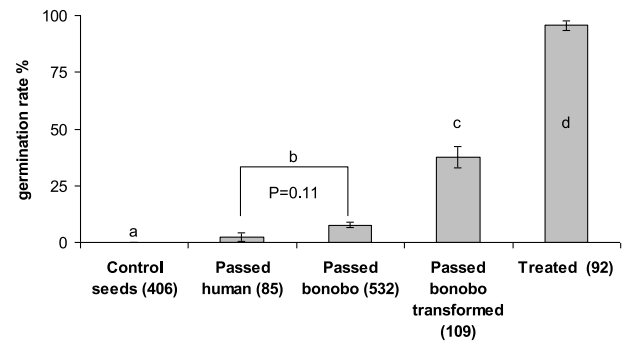 germination rate %
100
75
50
25
0
a
b
P=0.11
c
d
Control
seeds (406)
Passed
human (85)
Passed
bonobo (532)
Passed
bonobo
transformed
(109)
Treated (92)